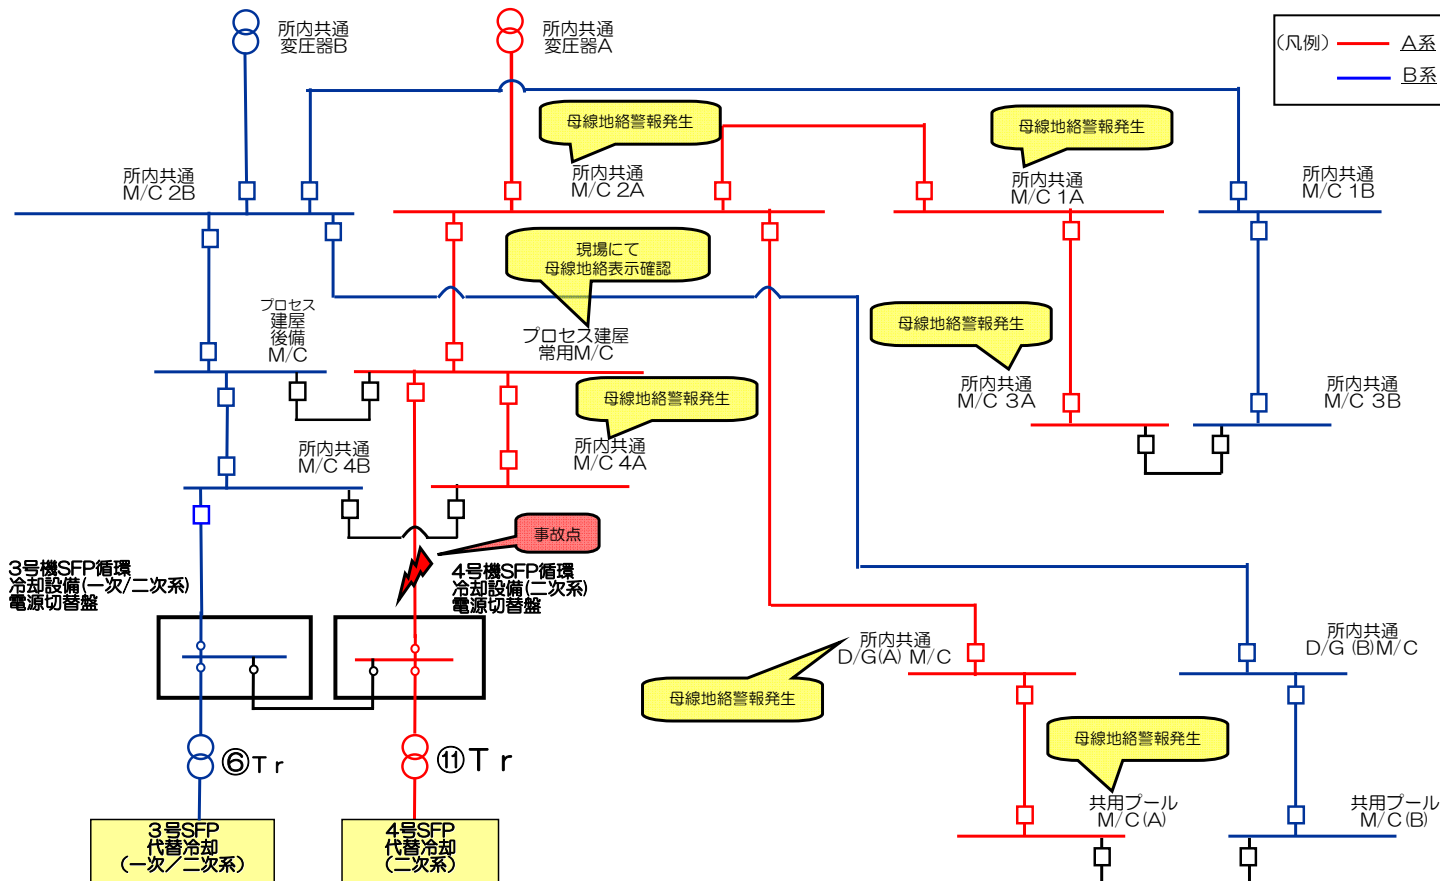 所内共通
変圧器B
所内共通
変圧器A
(凡例)
A系
B系
母線地絡警報発生
母線地絡警報発生
所内共通
M/C 2B
所内共通
M/C 2A
所内共通
M/C 1A
所内共通
M/C 1B
現場にて
母線地絡表示確認
プロセス
建屋
後備
M/C
プロセス建屋
常用M/C
母線地絡警報発生
母線地絡警報発生
所内共通
M/C 3A
所内共通
M/C 3B
所内共通
M/C 4B
所内共通
M/C 4A
事故点
3号機SFP循環
冷却設備(一次/二次系)
電源切替盤
4号機SFP循環
冷却設備(二次系)
電源切替盤
所内共通
D/G(A) M/C
所内共通
D/G (B)M/C
母線地絡警報発生
母線地絡警報発生
⑥Tr
⑪Tr
共用プール
M/C(A)
共用プール
M/C(B)
3号SFP
代替冷却
(一次/二次系)
4号SFP
代替冷却
(二次系)